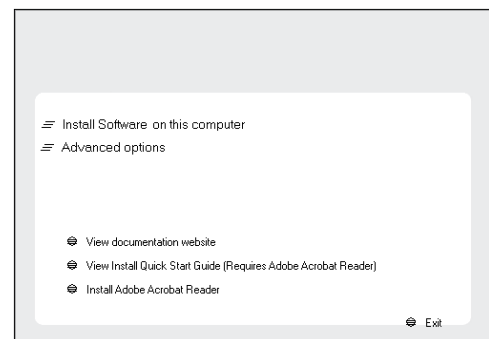 Install Software on this computer
Advanced options
View documentation website
View Install Quick Start Guide (Requires Adobe Acrobat Reader)
Install Adobe Acrobat Reader
Exit